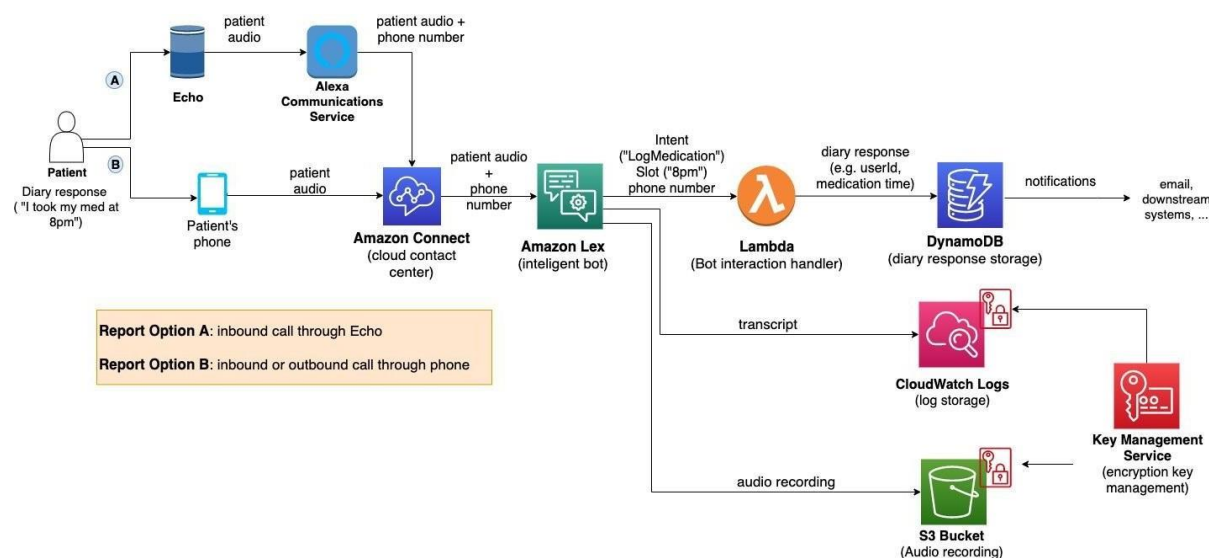 patient
audio
patient audio +
phone number
A
Echo
Alexa
Communications
Service
B
Patient
Diary response
( "I took my med at
8pm")
Patient's
phone
patient
audio
Amazon Connect
(cloud contact
center)
patient audio
+
phone
number
Amazon Lex
(inteligent bot)
Intent
("LogMedication")
Slot ("8pm")
phone number
Lambda
(Bot interaction handler)
diary response
(e.g. userId,
medication time)
DynamoDB
(diary response storage)
notifications
email,
downstream
systems, ...
Report Option A: inbound call through Echo
Report Option B: inbound or outbound call through phone
transcript
CloudWatch Logs
(log storage)
Key Management
Service
(encryption key
management)
audio recording
S3 Bucket
(Audio recording)